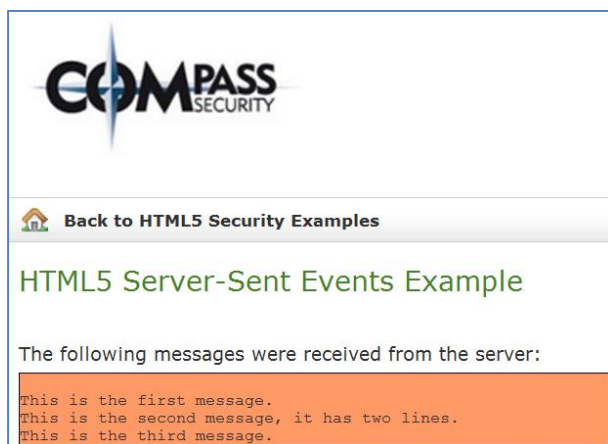 COMPASS
SECURITY
Back to HTML5 Security Examples
HTML5 Server-Sent Events Example
The following messages were received from the server:
This is the first message.
This is the second message, it has two lines.
This is the third message.